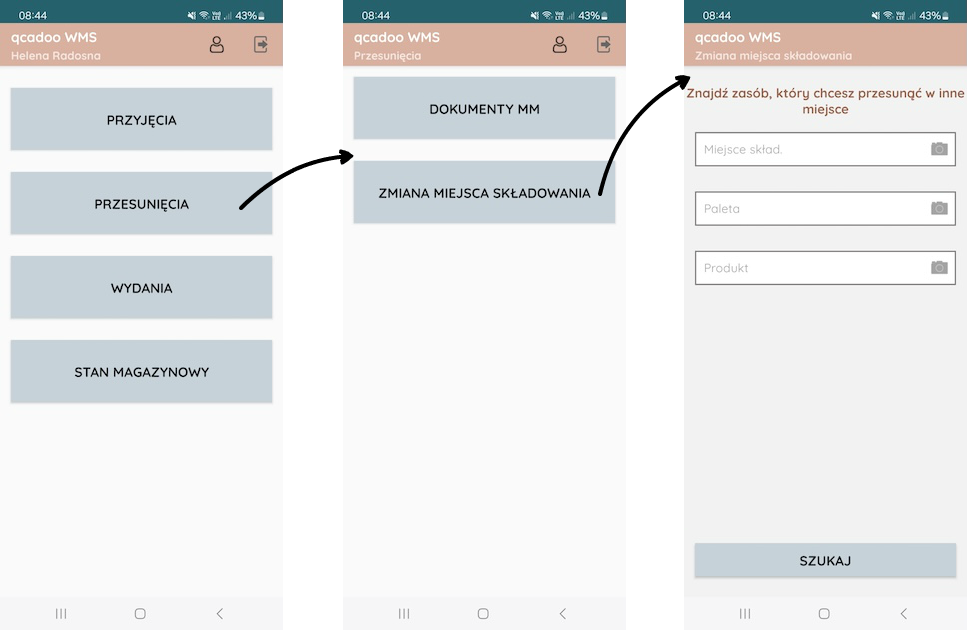 08:44
43%
qcadoo WMS
Helena Radosna
PRZYJĘCIA
PRZESUNIĘCIA
WYDANIA
STAN MAGAZYNOWY
08:44
43%
qcadoo WMS
Przesunięcia
DOKUMENTY MM
ZMIANA MIEJSCA SKŁADOWANIA
08:44
43%
qcadoo WMS
Zmiana miejsca składowania
Znajdź zasób, który chcesz przesunąć w inne
miejsce
Miejsce skład.
Paleta
Produkt
SZUKAJ